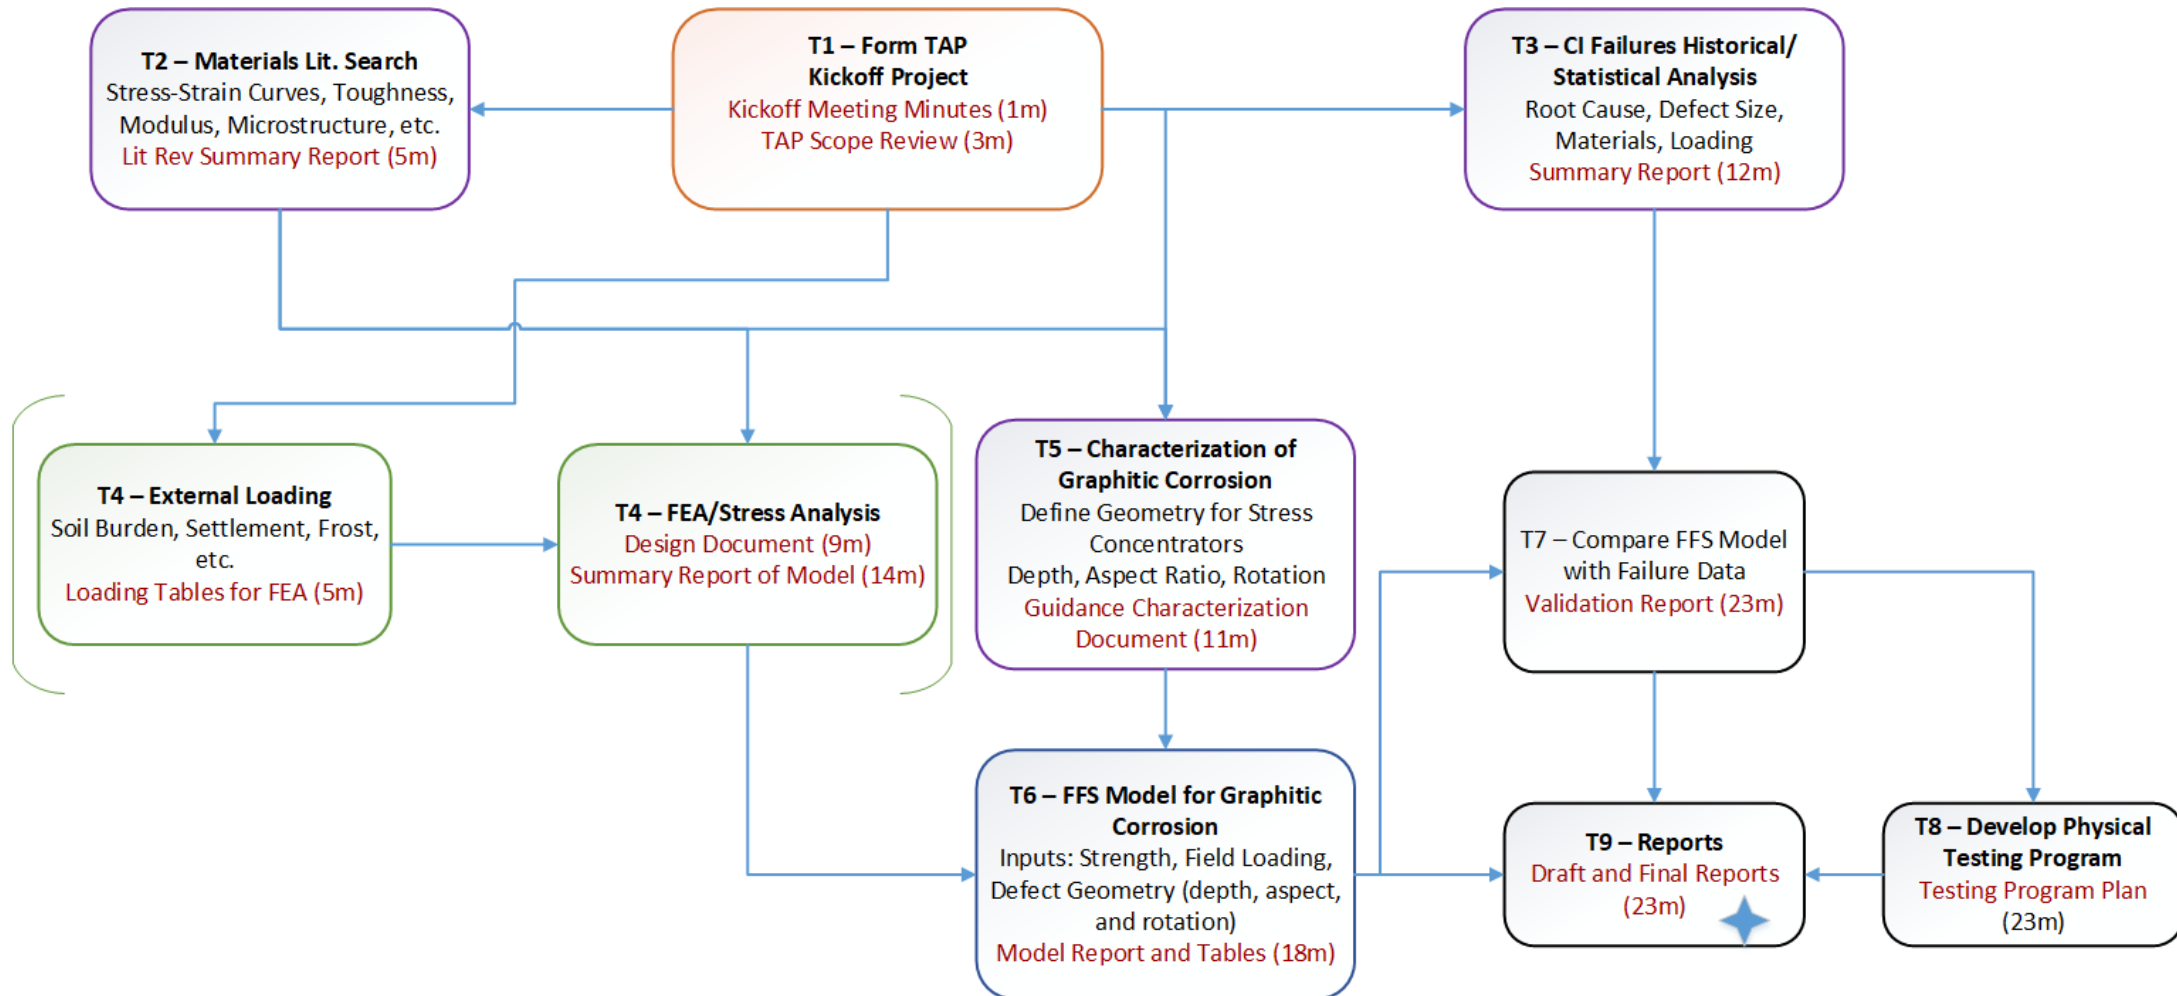 T2 – Materials Lit. Search
Stress-Strain Curves, Toughness,
Modulus, Microstructure, etc.
Lit Rev Summary Report (5m)
T1 – Form TAP
Kickoff Project
Kickoff Meeting Minutes (1m)
TAP Scope Review (3m)
T3 – CI Failures Historical/
Statistical Analysis
Root Cause, Defect Size,
Materials, Loading
Summary Report (12m)
T4 – External Loading
Soil Burden, Settlement, Frost,
etc.
Loading Tables for FEA (5m)
T4 – FEA/Stress Analysis
Design Document (9m)
Summary Report of Model (14m)
T5 – Characterization of
Graphitic Corrosion
Define Geometry for Stress
Concentrators
Depth, Aspect Ratio, Rotation
Guidance Characterization
Document (11m)
T7 – Compare FFS Model
with Failure Data
Validation Report (23m)
T6 – FFS Model for Graphitic
Corrosion
Inputs: Strength, Field Loading,
Defect Geometry (depth, aspect,
and rotation)
Model Report and Tables (18m)
T9 – Reports
Draft and Final Reports
(23m)
T8 – Develop Physical
Testing Program
Testing Program Plan
(23m)